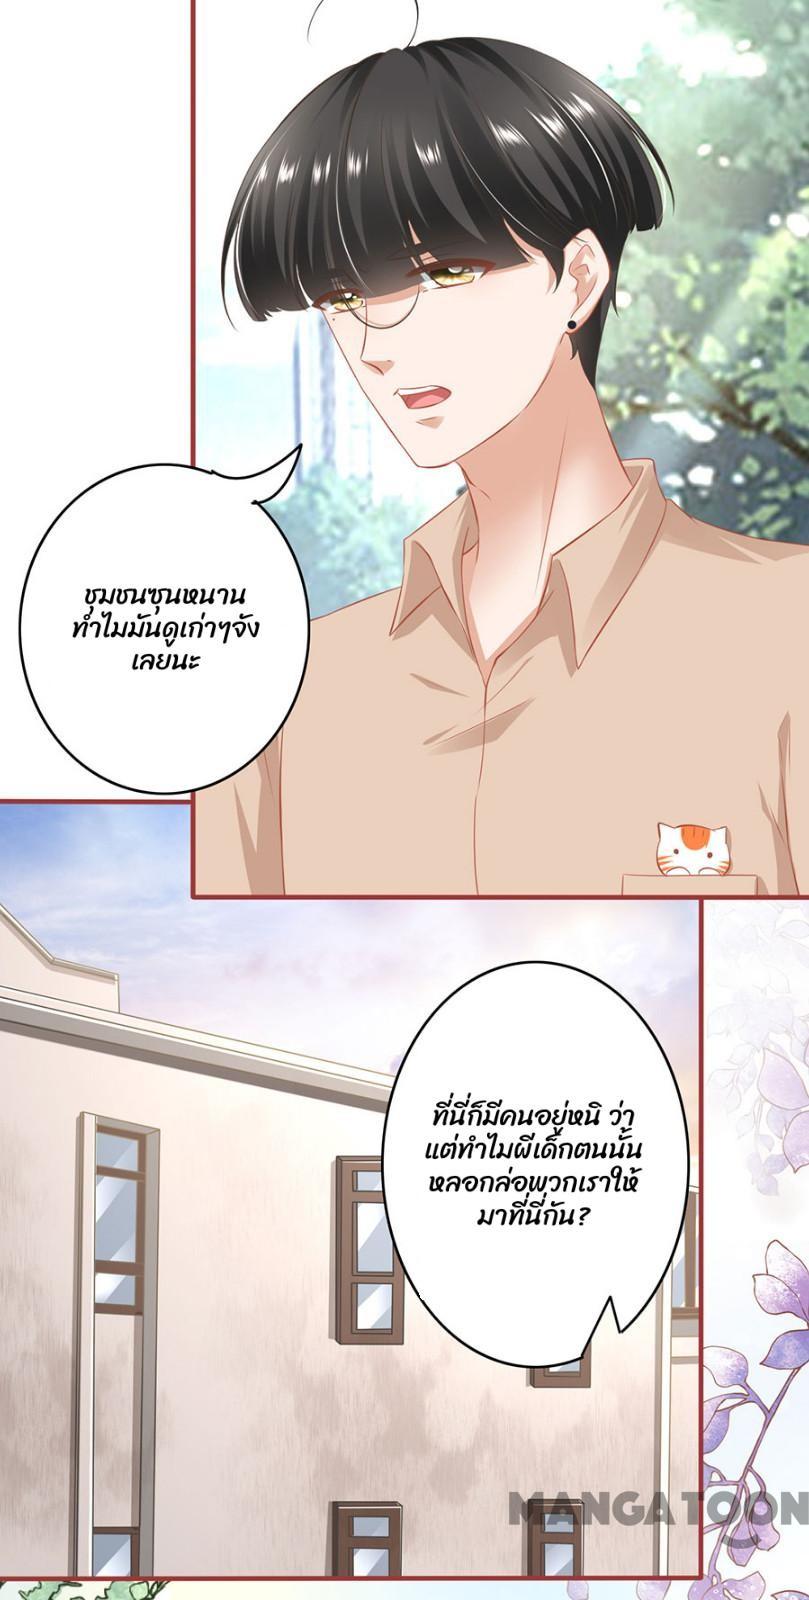 ชุมชนซุนหนาน
ทำไมมันดูเก่าๆจัง
เลยนะ
ที่นี่ก็มีคนอยู่หนิ ว่า
แต่ทำไมผีเด็กตนนั้น
หลอกล่อพวกเราให้
มาที่นี่กัน?
MANGATOON